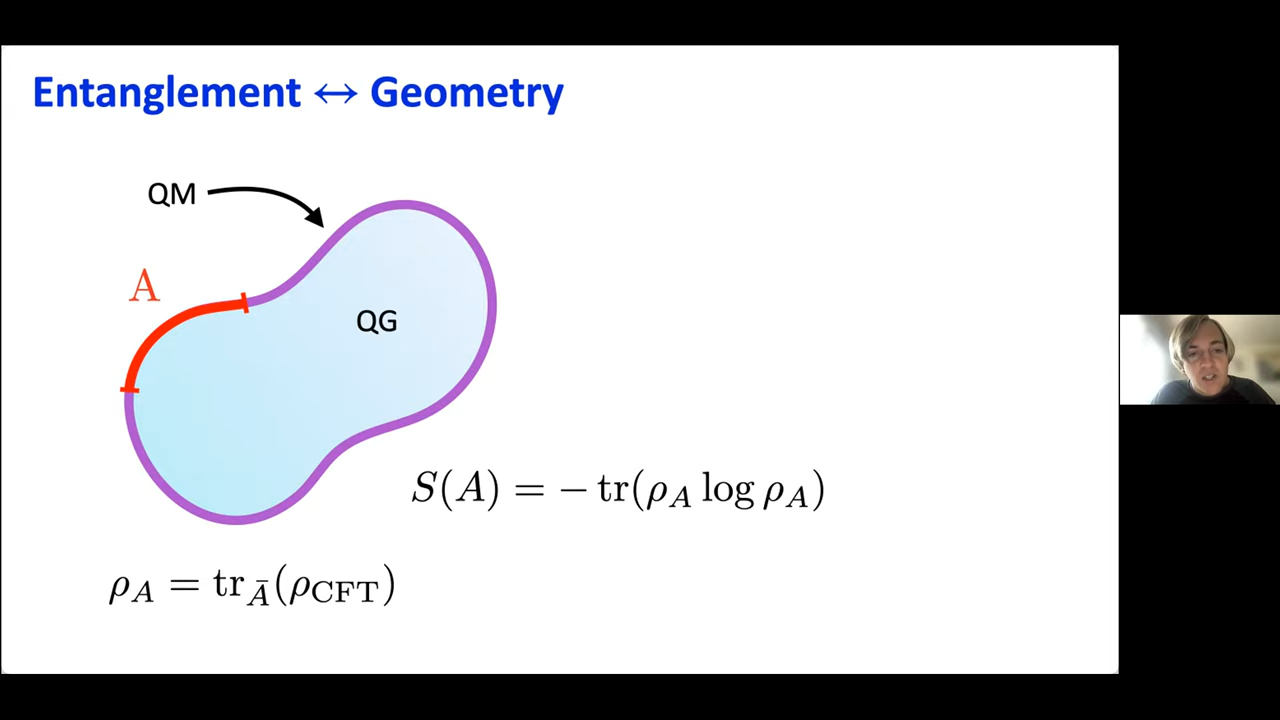 Entanglement ↔ Geometry
QM
A
QG
S(A) = − tr(ρ_A log ρ_A)
ρ_A = tr_Ā(ρ_CFT)